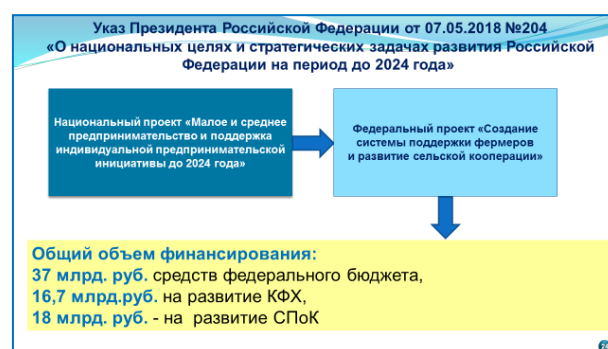 Указ Президента Российской Федерации от 07.05.2018 №204
«О национальных целях и стратегических задачах развития Российской
Федерации на период до 2024 года»
Национальный проект «Малое и среднее
предпринимательство и поддержка
индивидуальной предпринимательской
инициативы до 2024 года»
Федеральный проект «Создание
системы поддержки фермеров
и развитие сельской кооперации»
Общий объем финансирования:
37 млрд. руб. средств федерального бюджета,
16,7 млрд.руб. на развитие КФХ,
18 млрд. руб. - на  развитие СПоК